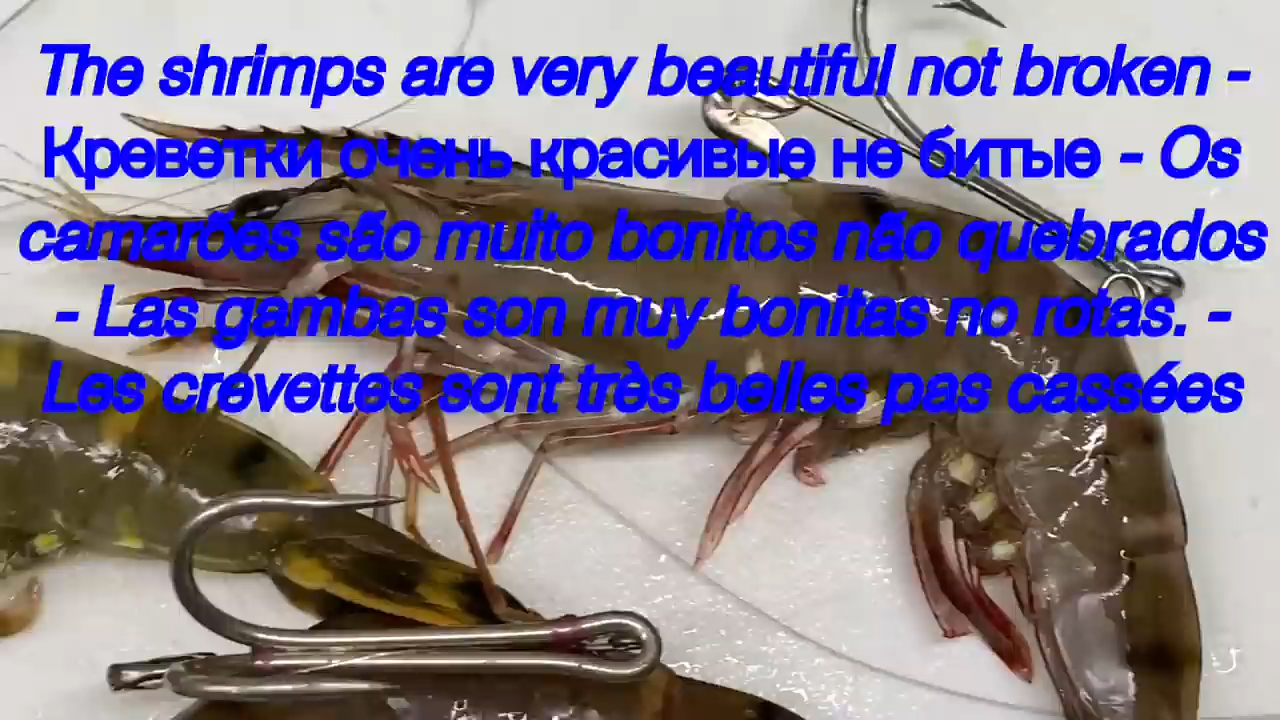 The shrimps are very beautiful not broken -
Креветки очень красивые не битые - Os
camarões são muito bonitos não quebrados
- Las gambas son muy bonitas no rotas. -
Les crevettes sont très belles pas cassées